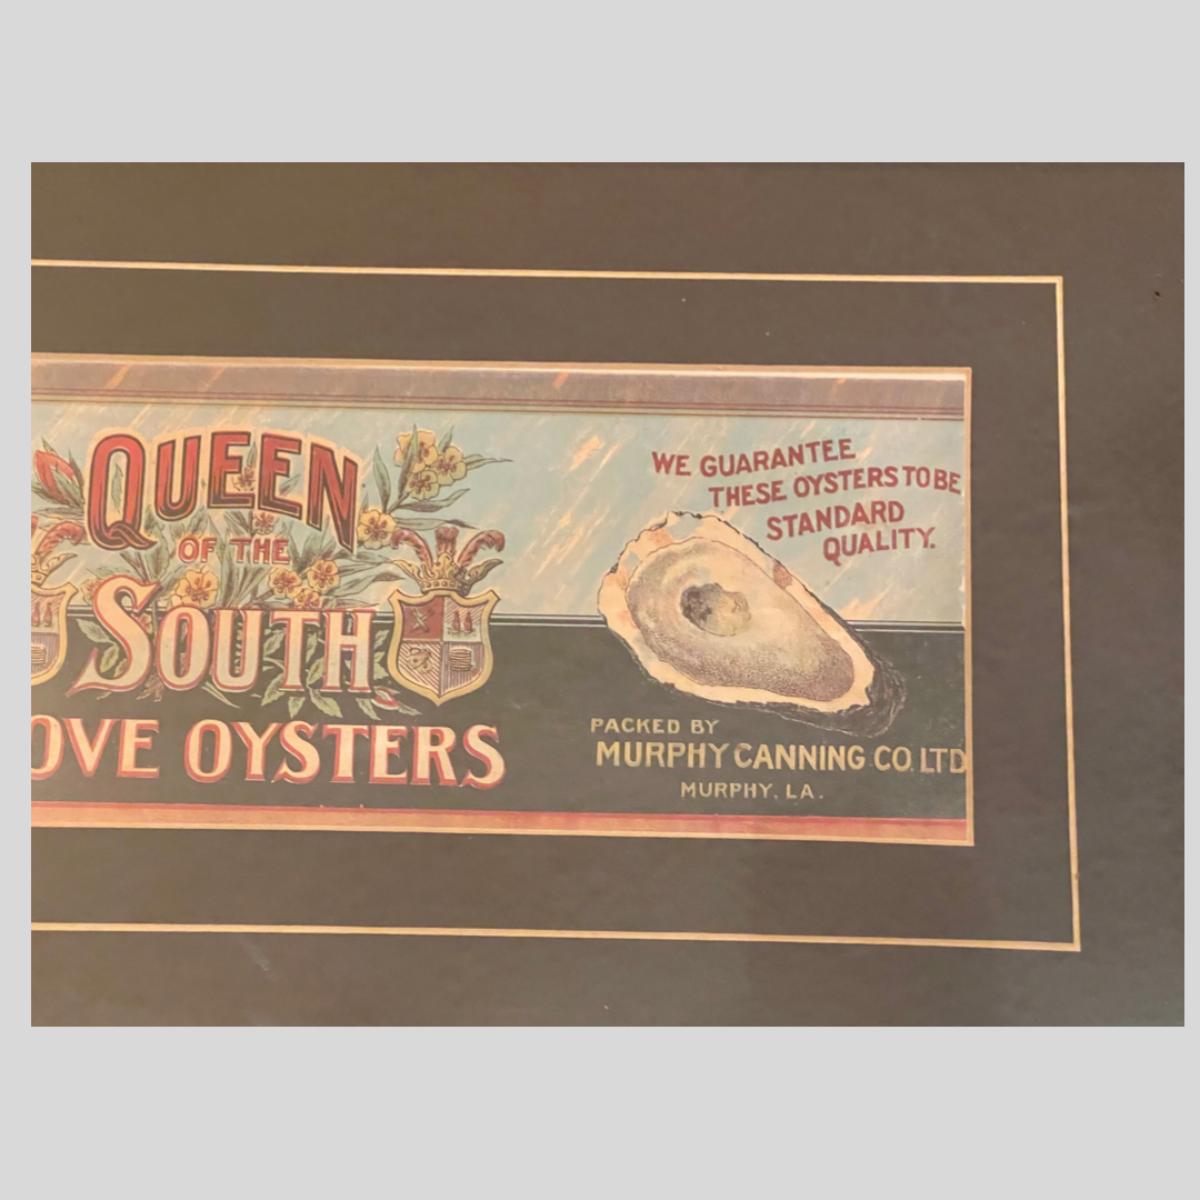 QUEEN
OF THE
SOUTH
OVE OYSTERS
WE GUARANTEE
THESE OYSTERS TO BE
STANDARD
QUALITY.
PACKED BY
MURPHY CANNING CO. LTD
MURPHY, LA.